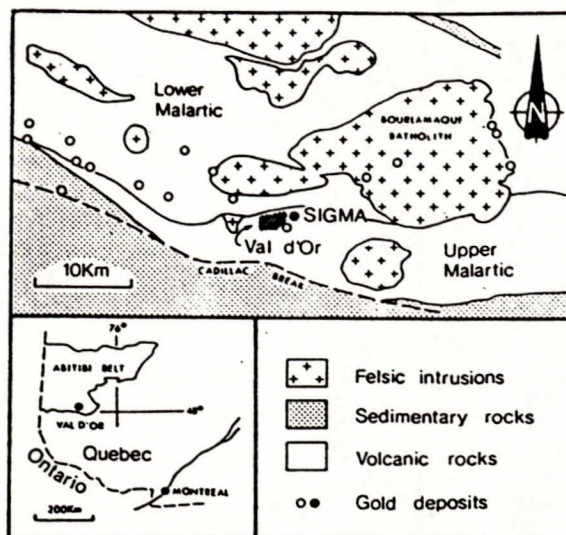 Lower
Malartic
BOURLAMAQUE
BATHOLITH
N
SIGMA
Val d'Or
Upper
Malartic
10Km
CADILLAC BREAK
76°
ABITIBI BELT
48°
VAL D'OR
Quebec
Ontario
MONTREAL
200Km
Felsic intrusions
Sedimentary rocks
Volcanic rocks
Gold deposits